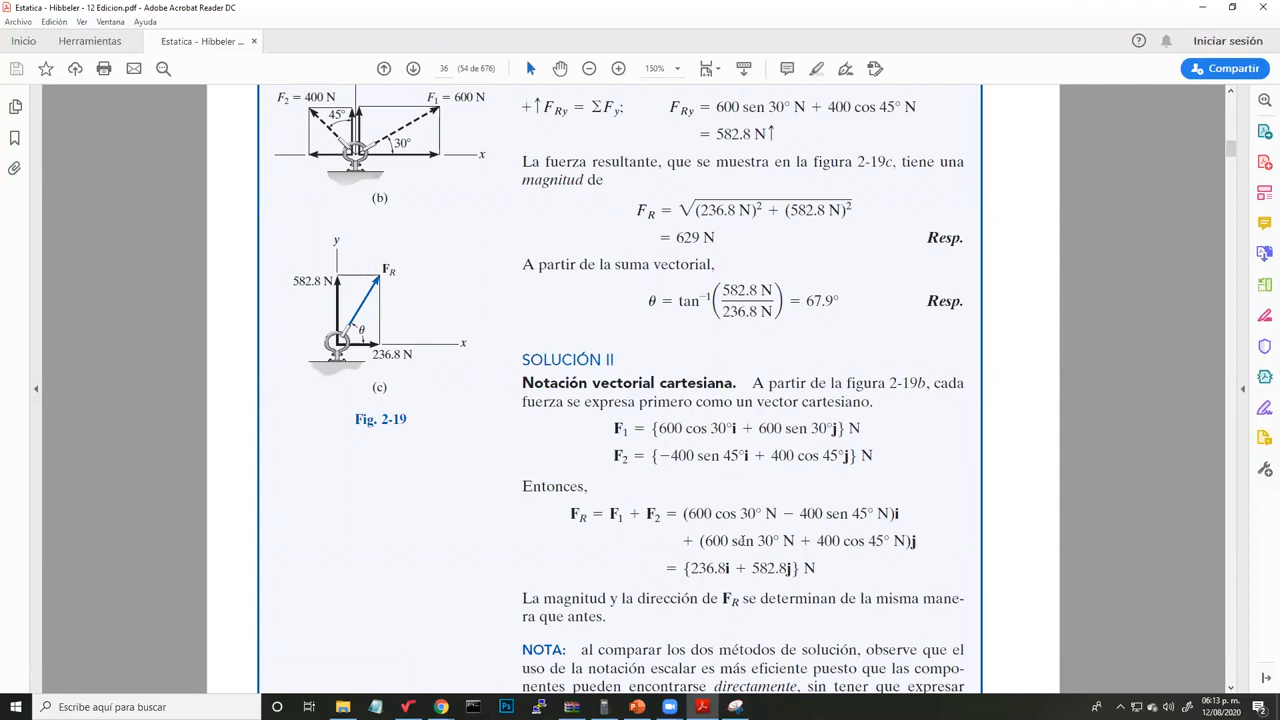 Estatica - Hibbeler - 12 Edicion.pdf - Adobe Acrobat Reader DC
Archivo Edición Ver Ventana Ayuda
Inicio Herramientas Estatica - Hibbeler ... × Iniciar sesión
36 (54 de 676) 150% Compartir
F₂ = 400 N F₁ = 600 N
45°
30°
x
(b)
y
582.8 N
F_R
θ
x
236.8 N
(c)
Fig. 2-19
+↑F_Ry = ΣF_y; F_Ry = 600 sen 30° N + 400 cos 45° N
= 582.8 N↑
La fuerza resultante, que se muestra en la figura 2-19c, tiene una
magnitud de
F_R = √(236.8 N)² + (582.8 N)²
= 629 N Resp.
A partir de la suma vectorial,
θ = tan⁻¹(582.8 N / 236.8 N) = 67.9° Resp.
SOLUCIÓN II
Notación vectorial cartesiana. A partir de la figura 2-19b, cada
fuerza se expresa primero como un vector cartesiano.
F₁ = {600 cos 30°i + 600 sen 30°j} N
F₂ = {−400 sen 45°i + 400 cos 45°j} N
Entonces,
F_R = F₁ + F₂ = (600 cos 30° N − 400 sen 45° N)i
+ (600 sen 30° N + 400 cos 45° N)j
= {236.8i + 582.8j} N
La magnitud y la dirección de F_R se determinan de la misma mane-
ra que antes.
NOTA: al comparar los dos métodos de solución, observe que el
uso de la notación escalar es más eficiente puesto que las compo-
nentes pueden encontrarse directamente, sin tener que expresar
Escribe aquí para buscar
06:13 p.m.
12/08/2020
2